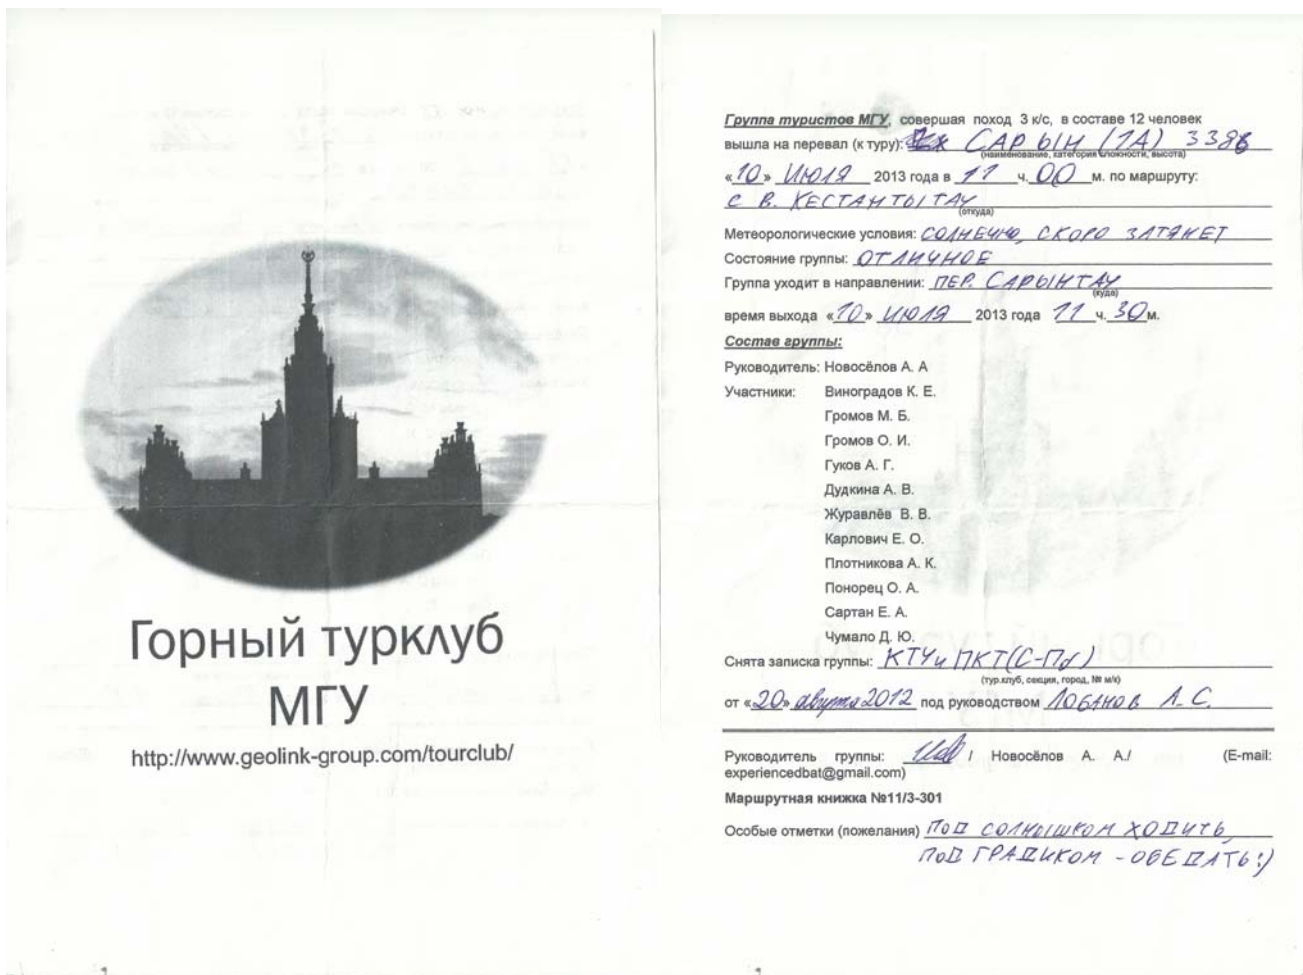 Горный турклуб
МГУ
http://www.geolink-group.com/tourclub/
Группа туристов МГУ, совершая поход 3 к/с, в составе 12 человек
вышла на перевал (к туру): САРЫН (1А) 3386
(наименование, категория сложности, высота)
«10» ИЮЛЯ 2013 года в 11 ч. 00 м. по маршруту:
С В. КЕСТАНТЫТАУ
(откуда)
Метеорологические условия: СОЛНЕЧНО, СКОРО ЗАТЯНЕТ
Состояние группы: ОТЛИЧНОЕ
Группа уходит в направлении: ПЕР. САРЫНТАУ
(куда)
время выхода «10» ИЮЛЯ 2013 года 11 ч. 30 м.
Состав группы:
Руководитель: Новосёлов А. А
Участники: Виноградов К. Е.
Громов М. Б.
Громов О. И.
Гуков А. Г.
Дудкина А. В.
Журавлёв В. В.
Карлович Е. О.
Плотникова А. К.
Понорец О. А.
Сартан Е. А.
Чумало Д. Ю.
Снята записка группы: КТЧиПКТ(С-Пб)
(тур.клуб, секция, город, № м/к)
от «20» августа 2012 под руководством ЛОБАНОВ А.С.
Руководитель группы: / Новосёлов А. А./ (E-mail:
experiencedbat@gmail.com)
Маршрутная книжка №11/3-301
Особые отметки (пожелания) ПОД СОЛНЫШКОМ ХОДИТЬ,
ПОД ГРАДИКОМ - ОБЕДАТЬ:)